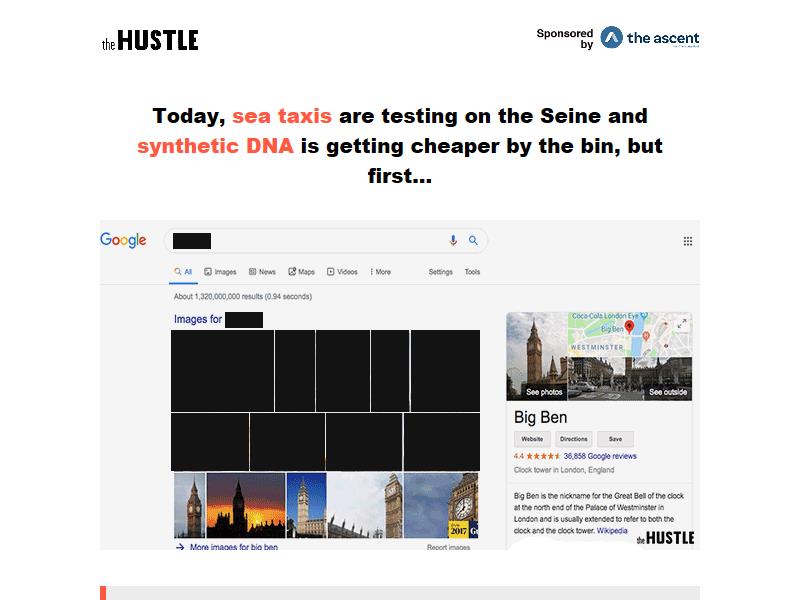 the HUSTLE
Sponsored
by
the ascent
Today, sea taxis are testing on the Seine and
synthetic DNA is getting cheaper by the bin, but
first...
Google
All Images News Maps Videos More Settings Tools
About 1,320,000,000 results (0.94 seconds)
Images for
Coca-Cola London Eye
Big Ben
WESTMINSTER
See photos See outside
Big Ben
Website Directions Save
4.4 36,858 Google reviews
Clock tower in London, England
Big Ben is the nickname for the Great Bell of the clock
at the north end of the Palace of Westminster in
London and is usually extended to refer to both the
clock and the clock tower. Wikipedia
2017
More images for big ben Report images
the HUSTLE